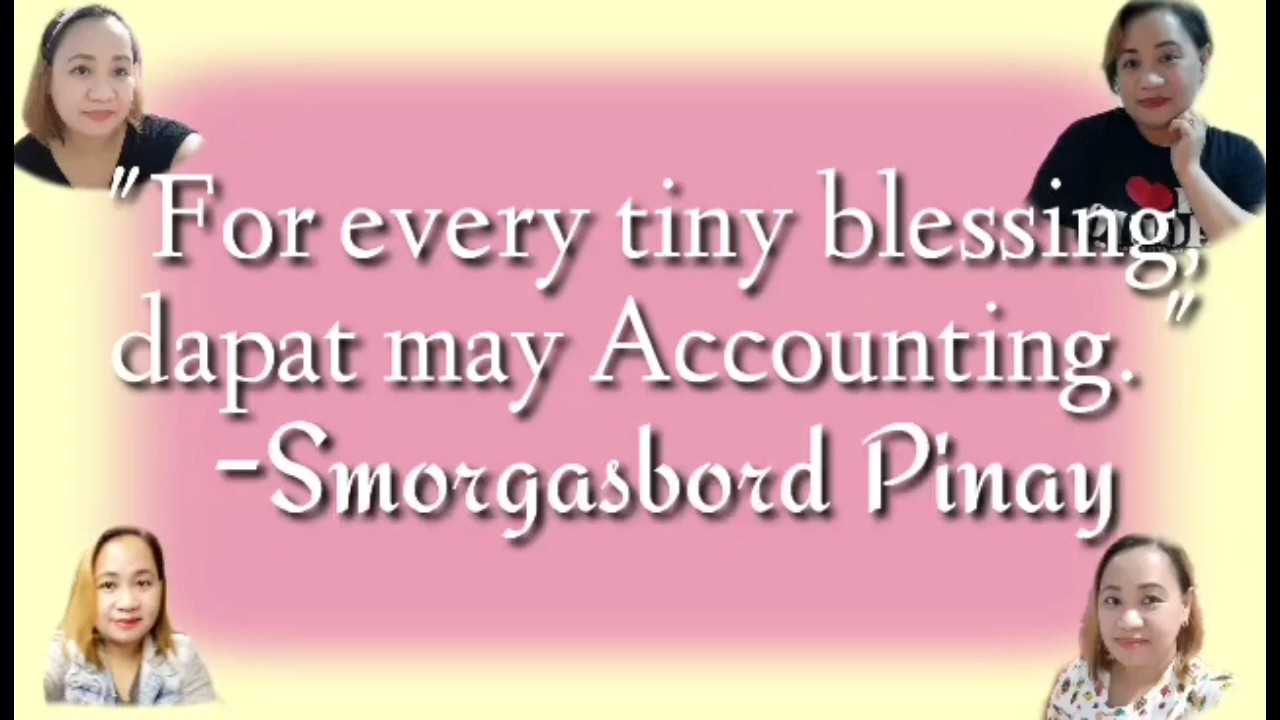 "For every tiny blessing,
dapat may Accounting. "
-Smorgasbord Pinay